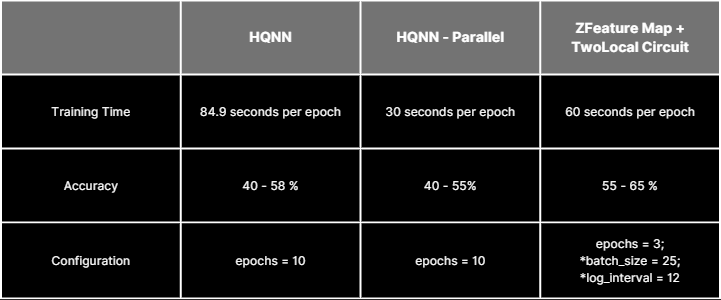 HQNN
HQNN - Parallel
ZFeature Map +
TwoLocal Circuit
Training Time
84.9 seconds per epoch
30 seconds per epoch
60 seconds per epoch
Accuracy
40 - 58 %
40 - 55%
55 - 65 %
Configuration
epochs = 10
epochs = 10
epochs = 3;
*batch_size = 25;
*log_interval = 12